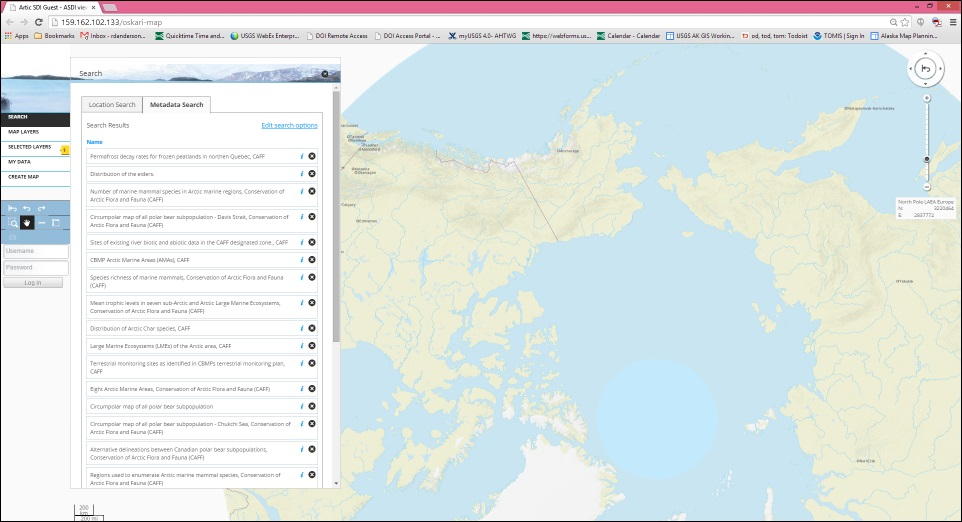 Artic SDI Guest - ASDI view
159.162.102.133/oskari-map
Apps
Bookmarks
Inbox - rdanderson...
Quicktime Time and...
USGS WebEx Enterpr...
DOI Remote Access
DOI Access Portal - ...
myUSGS 4.0- AHTWG
https://webforms.us...
Calendar - Calendar
USGS AK GIS Workin...
od, tod, tom: Todoist
TOMIS | Sign In
Alaska Map Plannin...
Search
Location Search
Metadata Search
Search Results
Edit search options
Name
Permafrost decay rates for frozen peatlands in northen Quebec, CAFF
Distribution of the eiders
Number of marine mammal species in Arctic marine regions, Conservation of
Arctic Flora and Fauna (CAFF)
Circumpolar map of all polar bear subpopulation - Davis Strait, Conservation of
Arctic Flora and Fauna (CAFF)
Sites of existing river biotic and abiotic data in the CAFF designated zone., CAFF
CBMP Arctic Marine Areas (AMAs), CAFF
Species richness of marine mammals, Conservation of Arctic Flora and Fauna
(CAFF)
Mean trophic levels in seven sub-Arctic and Arctic Large Marine Ecosystems,
Conservation of Arctic Flora and Fauna (CAFF)
Distribution of Arctic Char species, CAFF
Large Marine Ecosystems (LMEs) of the Arctic area, CAFF
Terrestrial monitoring sites as identified in CBMPs terrestrial monitoring plan,
CAFF
Eight Arctic Marine Areas, Conservation of Arctic Flora and Fauna (CAFF)
Circumpolar map of all polar bear subpopulation
Circumpolar map of all polar bear subpopulation - Chukchi Sea, Conservation of
Arctic Flora and Fauna (CAFF)
Alternative delineations between Canadian polar bear subpopulations,
Conservation of Arctic Flora and Fauna (CAFF)
Regions used to enumerate Arctic marine mammal species, Conservation of
Arctic Flora and Fauna (CAFF)
SEARCH
MAP LAYERS
SELECTED LAYERS
1
MY DATA
CREATE MAP
Username
Password
Log in
Anchorage
Calgary
Yakutsk
Norilsk
North Pole LAEA Europe
N: 3220464
E: 2837772
200
km
200 mi